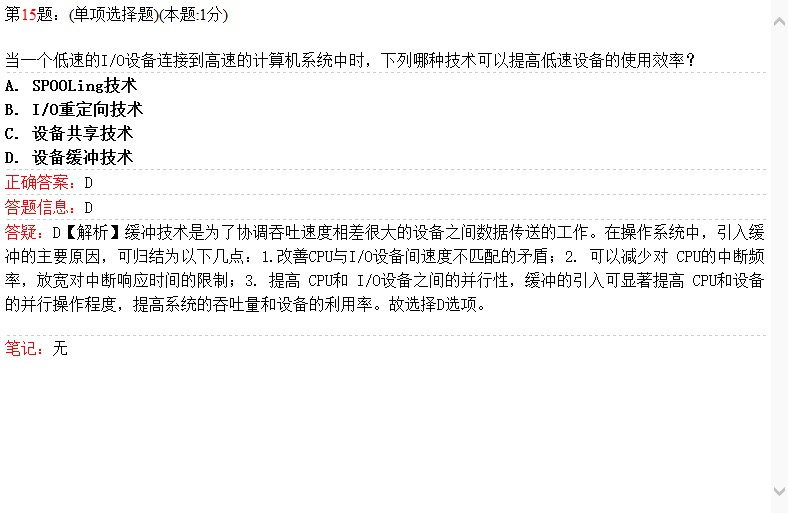 第15题：(单项选择题)(本题:1分)
当一个低速的I/O设备连接到高速的计算机系统中时，下列哪种技术可以提高低速设备的使用效率?
A. SPOOLing技术
B. I/O重定向技术
C. 设备共享技术
D. 设备缓冲技术
正确答案：D
答题信息：D
答疑：D【解析】缓冲技术是为了协调吞吐速度相差很大的设备之间数据传送的工作。在操作系统中，引入缓
冲的主要原因，可归结为以下几点：1.改善CPU与I/O设备间速度不匹配的矛盾；2. 可以减少对 CPU的中断频
率，放宽对中断响应时间的限制；3. 提高 CPU和 I/O设备之间的并行性，缓冲的引入可显著提高 CPU和设备
的并行操作程度，提高系统的吞吐量和设备的利用率。故选择D选项。
笔记：无